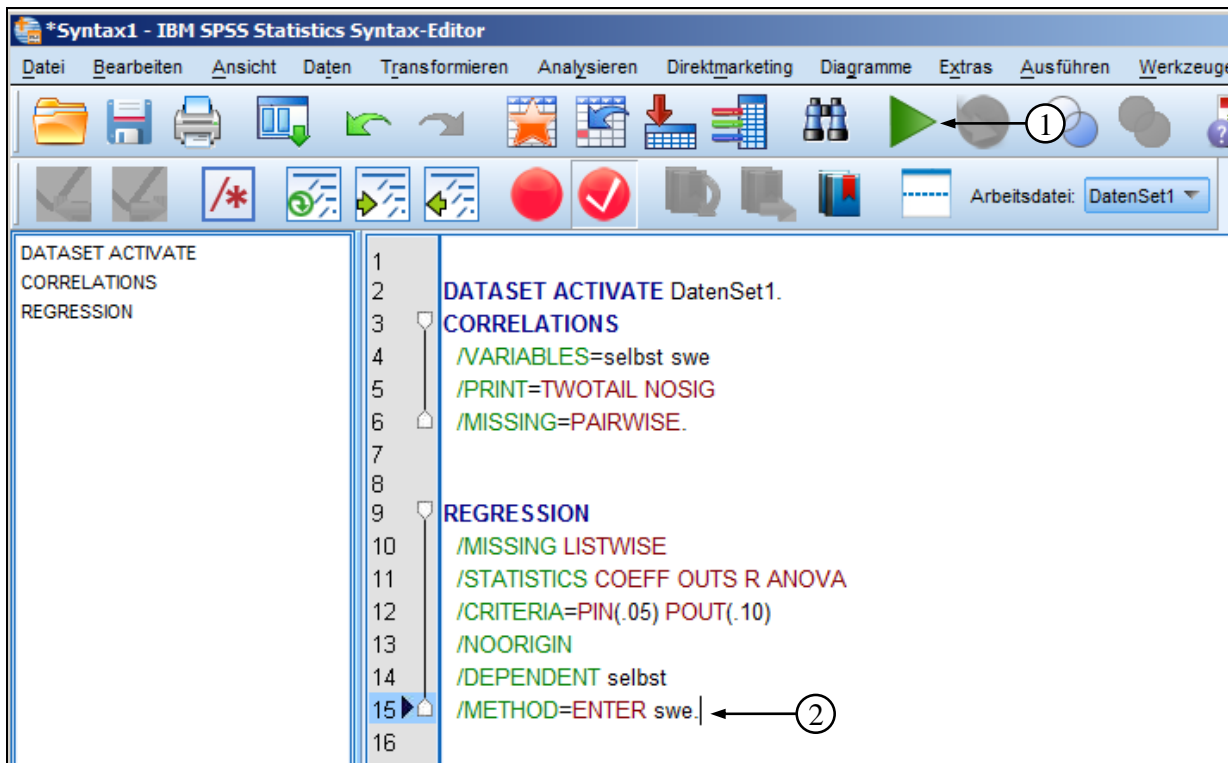 *Syntax1 - IBM SPSS Statistics Syntax-Editor
Datei Bearbeiten Ansicht Daten Transformieren Analysieren Direktmarketing Diagramme Extras Ausführen Werkzeuge
1
/*
Arbeitsdatei: DatenSet1
DATASET ACTIVATE
CORRELATIONS
REGRESSION
1
2 DATASET ACTIVATE DatenSet1.
3 CORRELATIONS
4 /VARIABLES=selbst swe
5 /PRINT=TWOTAIL NOSIG
6 /MISSING=PAIRWISE.
7
8
9 REGRESSION
10 /MISSING LISTWISE
11 /STATISTICS COEFF OUTS R ANOVA
12 /CRITERIA=PIN(.05) POUT(.10)
13 /NOORIGIN
14 /DEPENDENT selbst
15 /METHOD=ENTER swe. 2
16